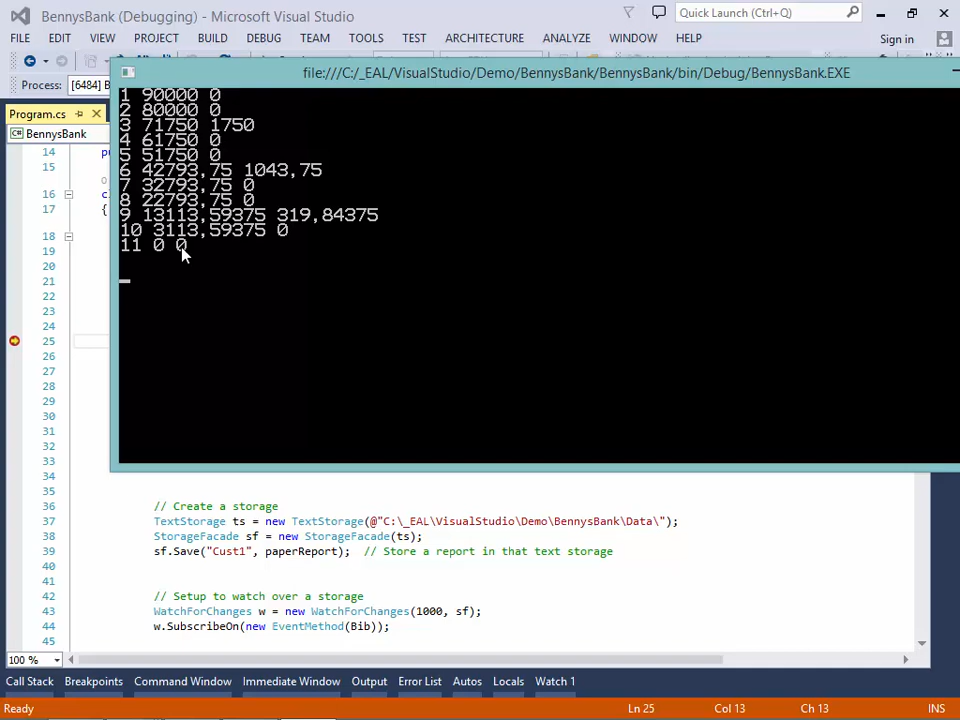 BennysBank (Debugging) - Microsoft Visual Studio
Quick Launch (Ctrl+Q)
FILE EDIT VIEW PROJECT BUILD DEBUG TEAM TOOLS TEST ARCHITECTURE ANALYZE WINDOW HELP
Sign in
Process: [6484] B
file:///C:/_EAL/VisualStudio/Demo/BennysBank/BennysBank/bin/Debug/BennysBank.EXE
Program.cs
BennysBank
1 90000 0
2 80000 0
3 71750 1750
4 61750 0
5 51750 0
6 42793,75 1043,75
7 32793,75 0
8 22793,75 0
9 13113,59375 319,84375
10 3113,59375 0
11 0 0
14
15
16
17
{
18
19
20
21
22
23
24
25
26
27
28
29
30
31
32
33
34
35
36 // Create a storage
37 TextStorage ts = new TextStorage(@"C:\_EAL\VisualStudio\Demo\BennysBank\Data\");
38 StorageFacade sf = new StorageFacade(ts);
39 sf.Save("Cust1", paperReport); // Store a report in that text storage
40
41
42 // Setup to watch over a storage
43 WatchForChanges w = new WatchForChanges(1000, sf);
44 w.SubscribeOn(new EventMethod(Bib));
45
100 %
Call Stack Breakpoints Command Window Immediate Window Output Error List Autos Locals Watch 1
Ready Ln 25 Col 13 Ch 13 INS